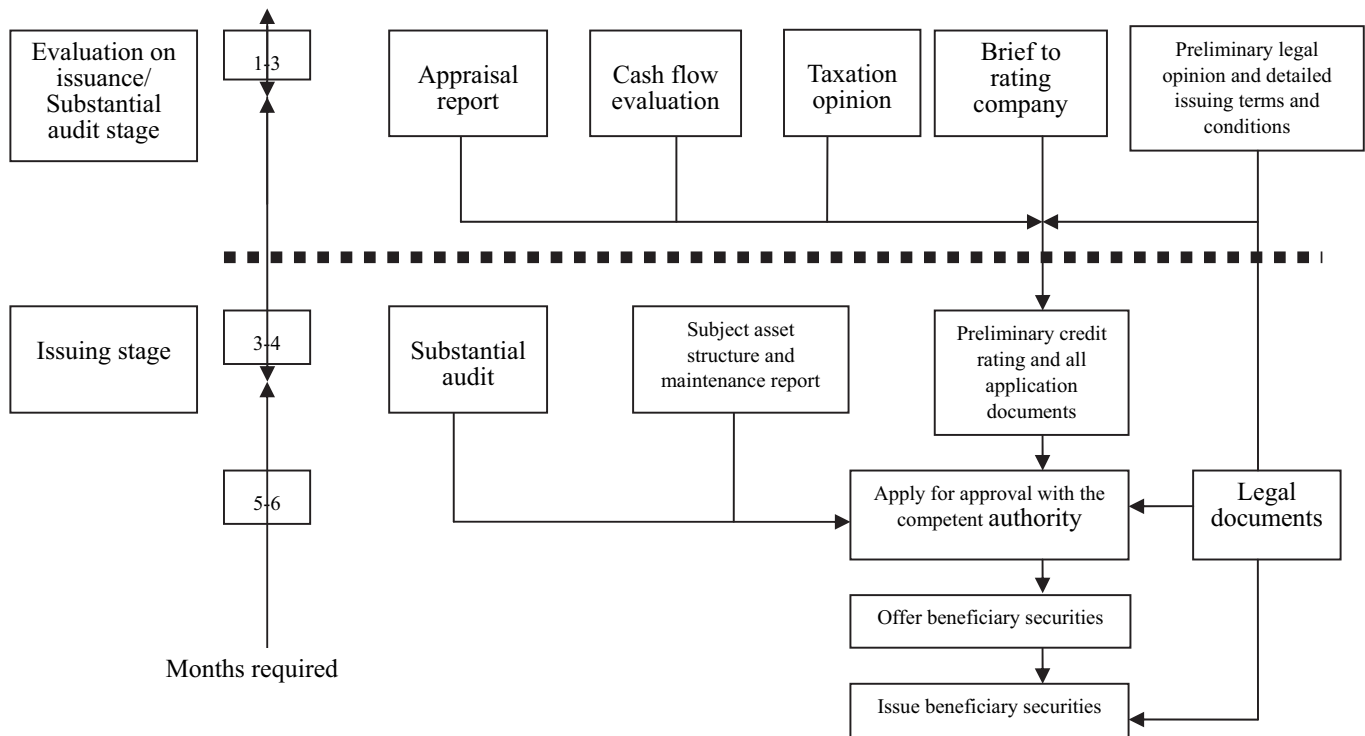 Evaluation on
issuance/
Substantial
audit stage
1-3
Appraisal
report
Cash flow
evaluation
Taxation
opinion
Brief to
rating
company
Preliminary legal
opinion and detailed
issuing terms and
conditions
Issuing stage
3-4
Substantial
audit
Subject asset
structure and
maintenance report
Preliminary credit
rating and all
application
documents
5-6
Apply for approval with the
competent authority
Legal
documents
Offer beneficiary securities
Months required
Issue beneficiary securities